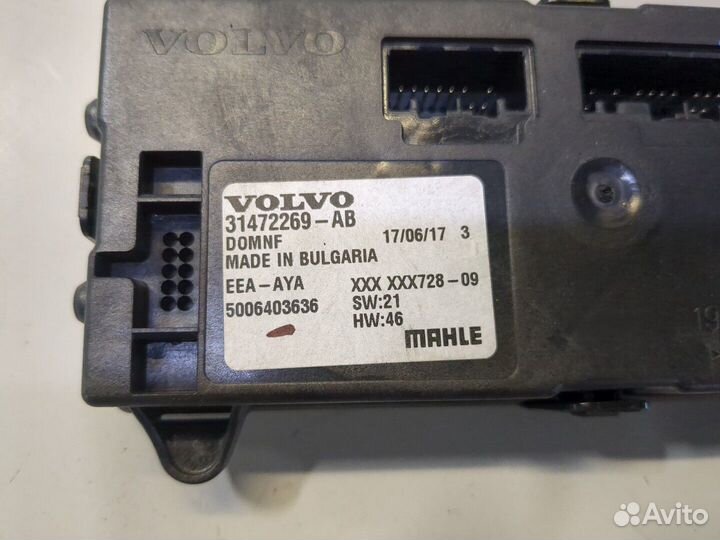 VOLVO
VOLVO
31472269-AB
DOMNF 17/06/17 3
MADE IN BULGARIA
EEA-AYA XXX XXX728-09
5006403636 SW:21
HW:46
MAHLE
19
Avito